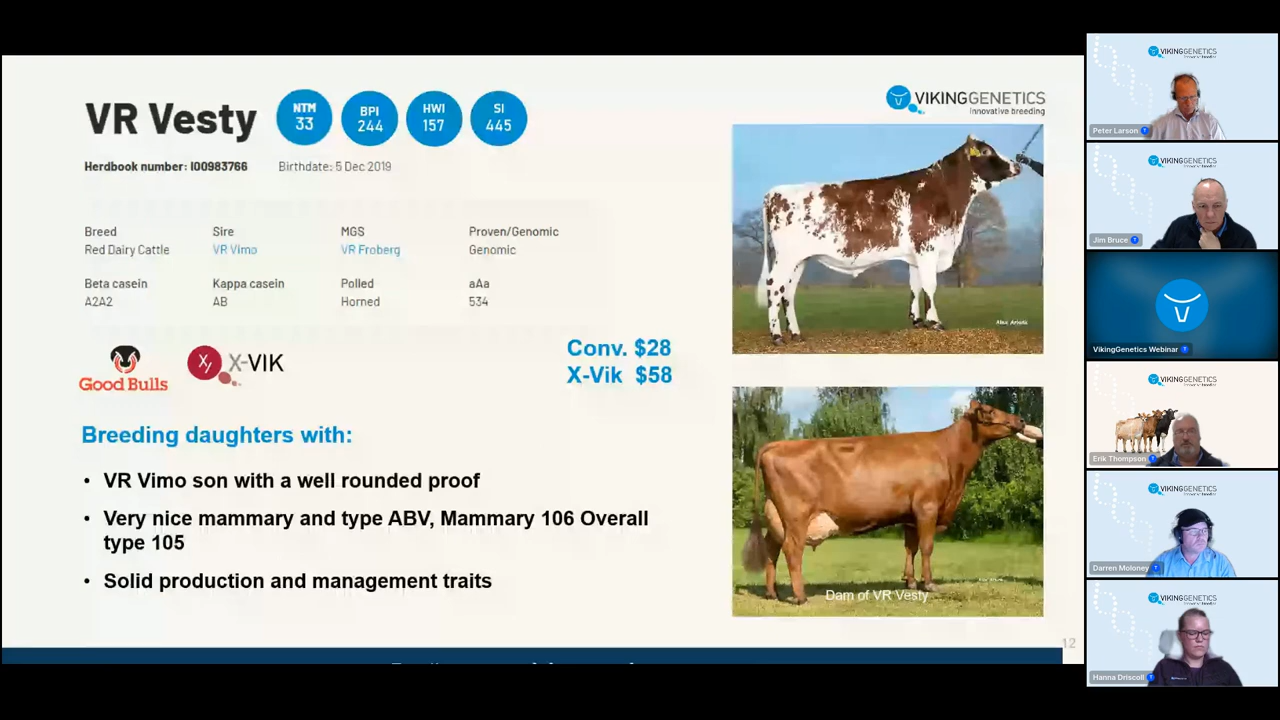 VR Vesty
NTM
33
BPI
244
HWI
157
SI
445
VIKINGGENETICS
innovative breeding
Herdbook number: I00983766
Birthdate: 5 Dec 2019
Breed
Red Dairy Cattle
Sire
VR Vimo
MGS
VR Froberg
Proven/Genomic
Genomic
Beta casein
A2A2
Kappa casein
AB
Polled
Horned
aAa
534
Good Bulls
X-VIK
Conv. $28
X-Vik $58
Breeding daughters with:
• VR Vimo son with a well rounded proof
• Very nice mammary and type ABV, Mammary 106 Overall
type 105
• Solid production and management traits
Dam of VR Vesty
12
VIKINGGENETICS
Peter Larson
VIKINGGENETICS
Jim Bruce
VikingGenetics Webinar
VIKINGGENETICS
Erik Thompson
VIKINGGENETICS
Darren Moloney
VIKINGGENETICS
Hanna Driscoll